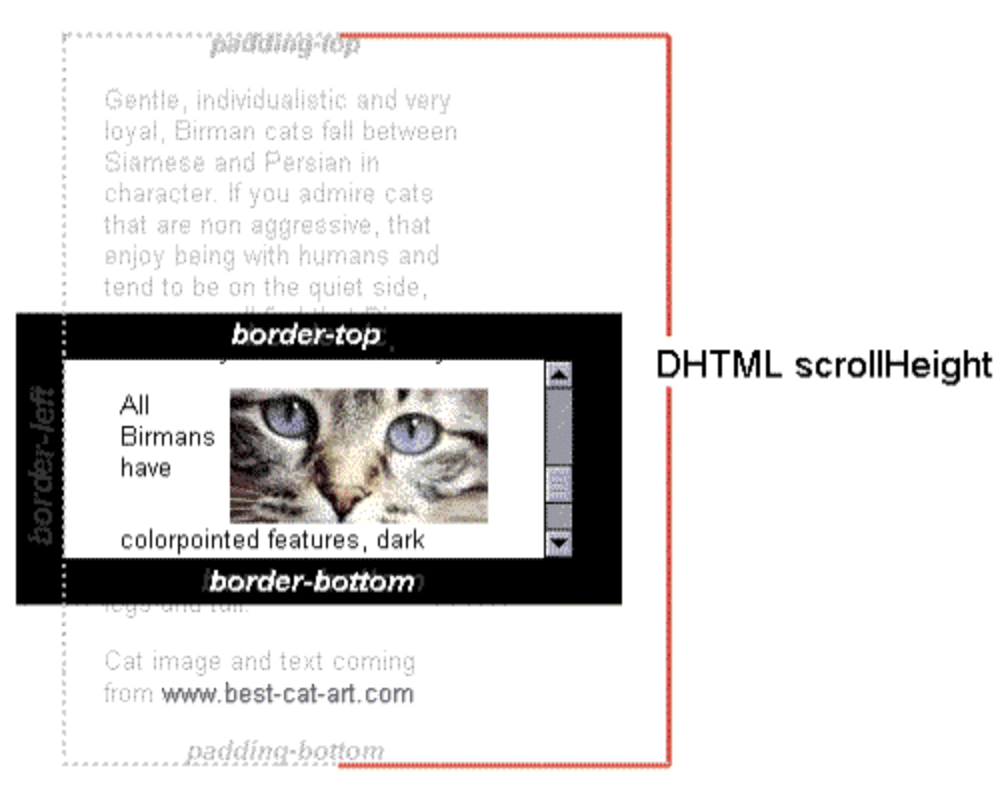 padding-top
Gentle, individualistic and very
loyal, Birman cats fall between
Siamese and Persian in
character. If you admire cats
that are non aggressive, that
enjoy being with humans and
tend to be on the quiet side,
border-top
DHTML scrollHeight
border-left
All
Birmans
have
colorpointed features, dark
border-bottom
legs and tail.
Cat image and text coming
from www.best-cat-art.com
padding-bottom